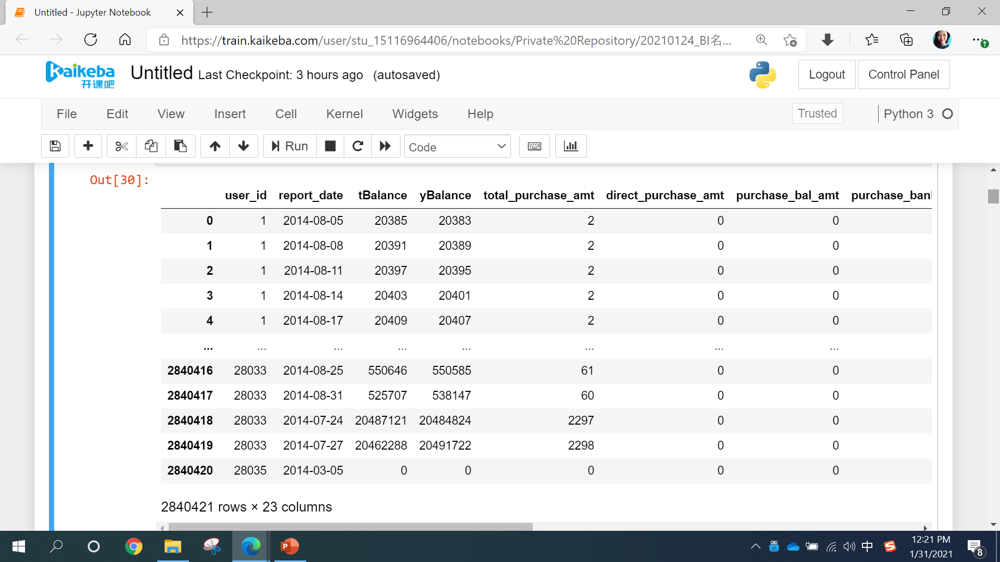 Untitled - Jupyter Notebook
https://train.kaikeba.com/user/stu_15116964406/notebooks/Private%20Repository/20210124_BI名...
Kaikeba
开课吧
Untitled Last Checkpoint: 3 hours ago (autosaved)
Logout
Control Panel
File Edit View Insert Cell Kernel Widgets Help
Trusted
Python 3
Run
Code
Out[30]:
user_id report_date tBalance yBalance total_purchase_amt direct_purchase_amt purchase_bal_amt
0 1 2014-08-05 20385 20383 2 0 0
1 1 2014-08-08 20391 20389 2 0 0
2 1 2014-08-11 20397 20395 2 0 0
3 1 2014-08-14 20403 20401 2 0 0
4 1 2014-08-17 20409 20407 2 0 0
... ... ... ... ... ... ... ...
2840416 28033 2014-08-25 550646 550585 61 0 0
2840417 28033 2014-08-31 525707 538147 60 0 0
2840418 28033 2014-07-24 20487121 20484824 2297 0 0
2840419 28033 2014-07-27 20462288 20491722 2298 0 0
2840420 28035 2014-03-05 0 0 0 0 0
2840421 rows × 23 columns
P
中
S
12:21 PM
1/31/2021
8